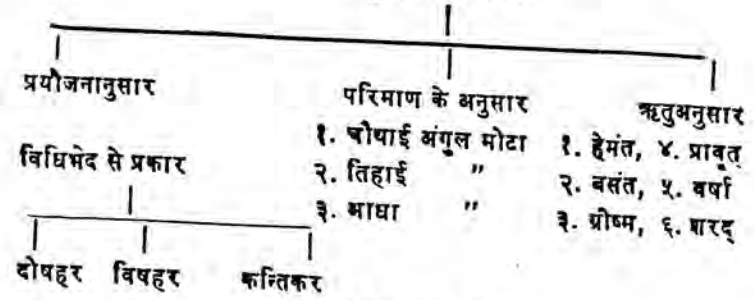 प्रयोजनानुसार
परिमाण के अनुसार
ऋतुअनुसार
१. चौथाई अंगुल मोटा
१. हेमंत, ४. प्रावृत्
विधिभेद से प्रकार
२. तिहाई "
२. बसंत, ५. वर्षा
३. आधा "
३. ग्रीष्म, ६. शरद्
दोषहर विषहर कन्तिकर